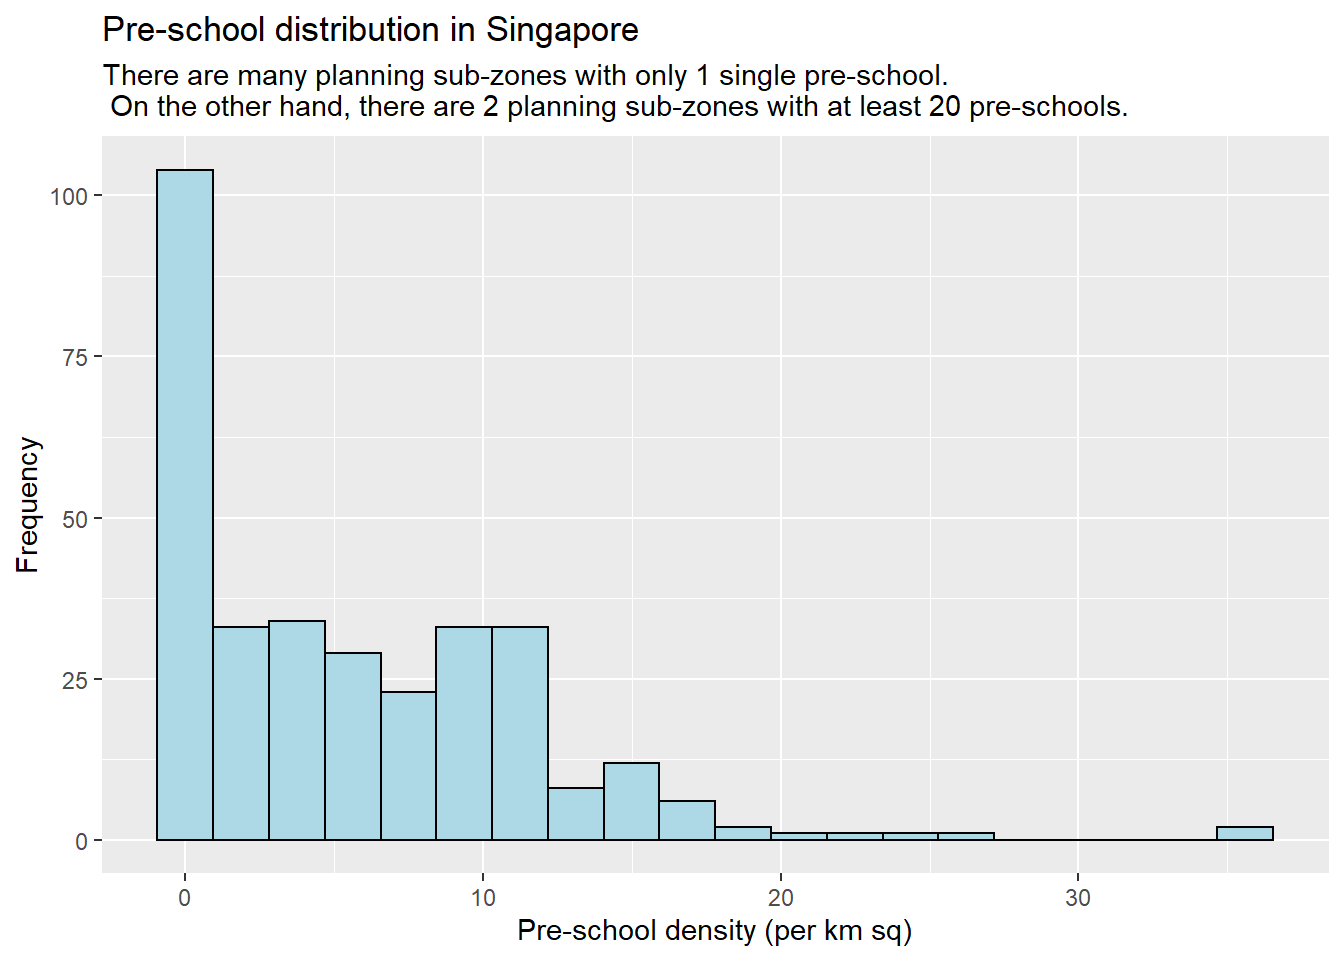 Pre-school distribution in Singapore
There are many planning sub-zones with only 1 single pre-school.
On the other hand, there are 2 planning sub-zones with at least 20 pre-schools.
100
75
50
25
0
Frequency
0 10 20 30
Pre-school density (per km sq)